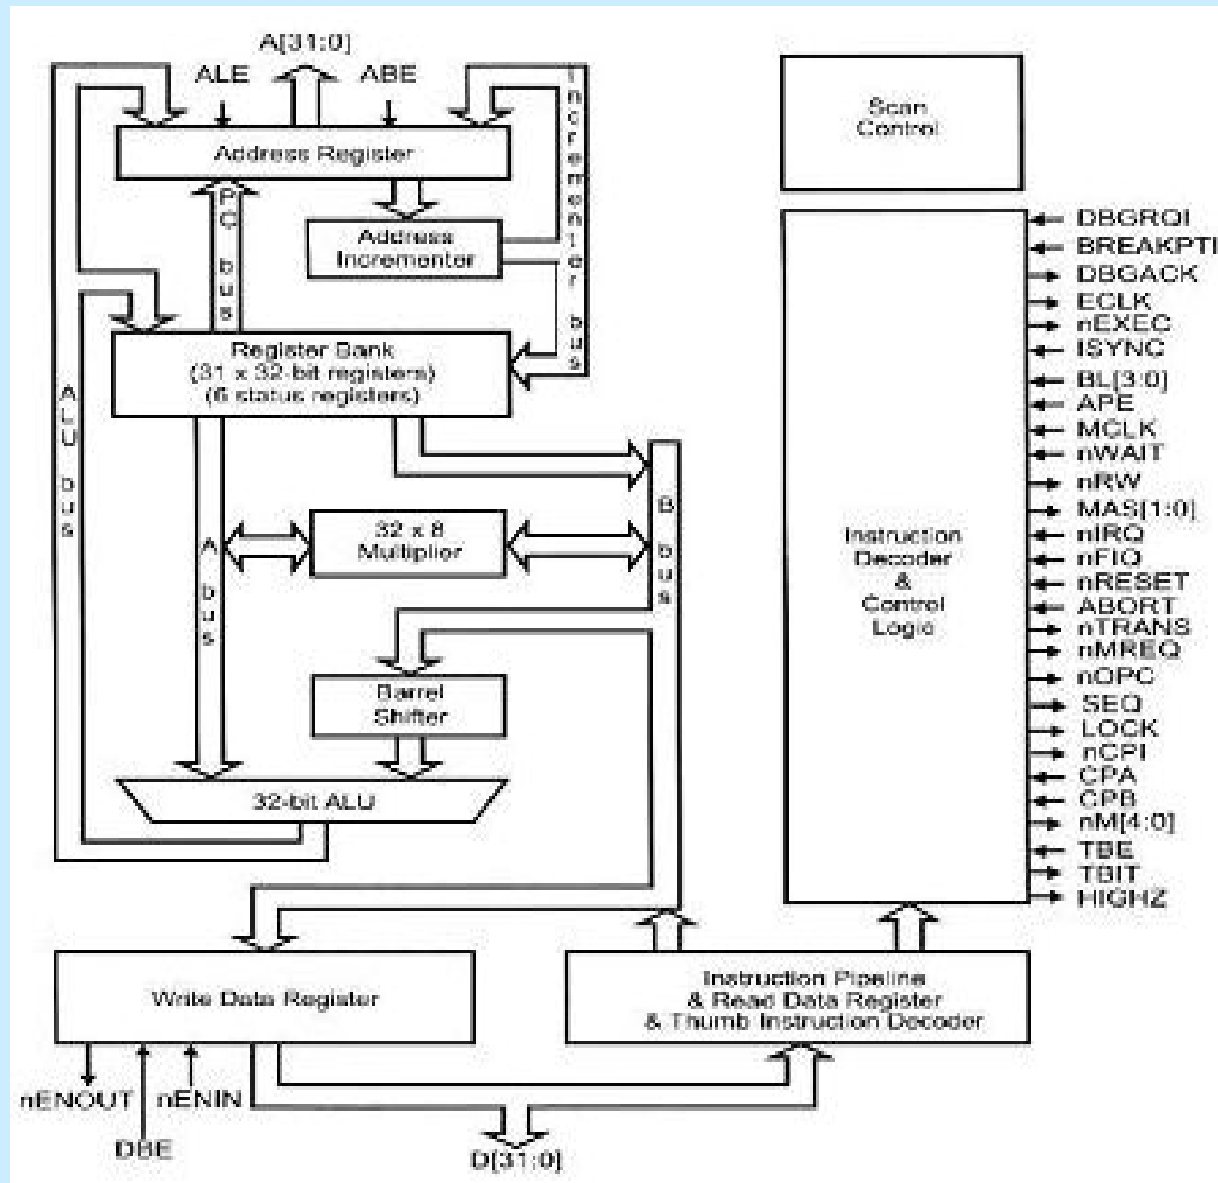 A[31:0]
ALE
ABE
Address Register
PC bus
Incrementer bus
Address
Incrementer
Register Bank
(31 x 32-bit registers)
(6 status registers)
ALU bus
A bus
B bus
32 x 8
Multiplier
Barrel
Shifter
32-bit ALU
Write Data Register
Instruction Pipeline
& Read Data Register
& Thumb Instruction Decoder
nENOUT
nENIN
DBE
D[31:0]
Scan
Control
Instruction
Decoder
&
Control
Logic
DBGRQI
BREAKPTI
DBGACK
ECLK
nEXEC
ISYNC
BL[3:0]
APE
MCLK
nWAIT
nRW
MAS[1:0]
nIRQ
nFIQ
nRESET
ABORT
nTRANS
nMREQ
nOPC
SEQ
LOCK
nCPI
CPA
CPB
nM[4:0]
TBE
TBIT
HIGHZ